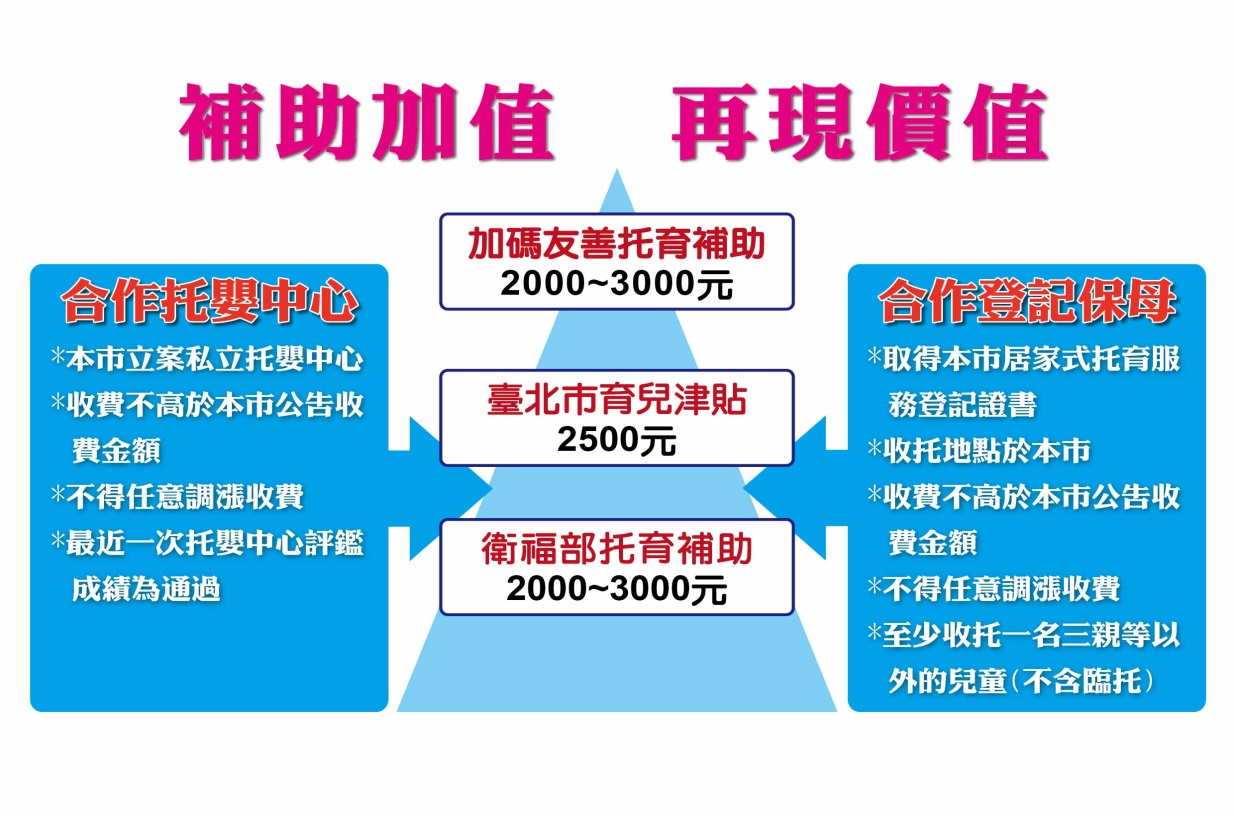 補助加值 再現價值
合作托嬰中心
*本市立案私立托嬰中心
*收費不高於本市公告收
費金額
*不得任意調漲收費
*最近一次托嬰中心評鑑
成績為通過
加碼友善托育補助
2000~3000元
臺北市育兒津貼
2500元
衛福部托育補助
2000~3000元
合作登記保母
*取得本市居家式托育服
務登記證書
*收托地點於本市
*收費不高於本市公告收
費金額
*不得任意調漲收費
*至少收托一名三親等以
外的兒童(不含臨托)